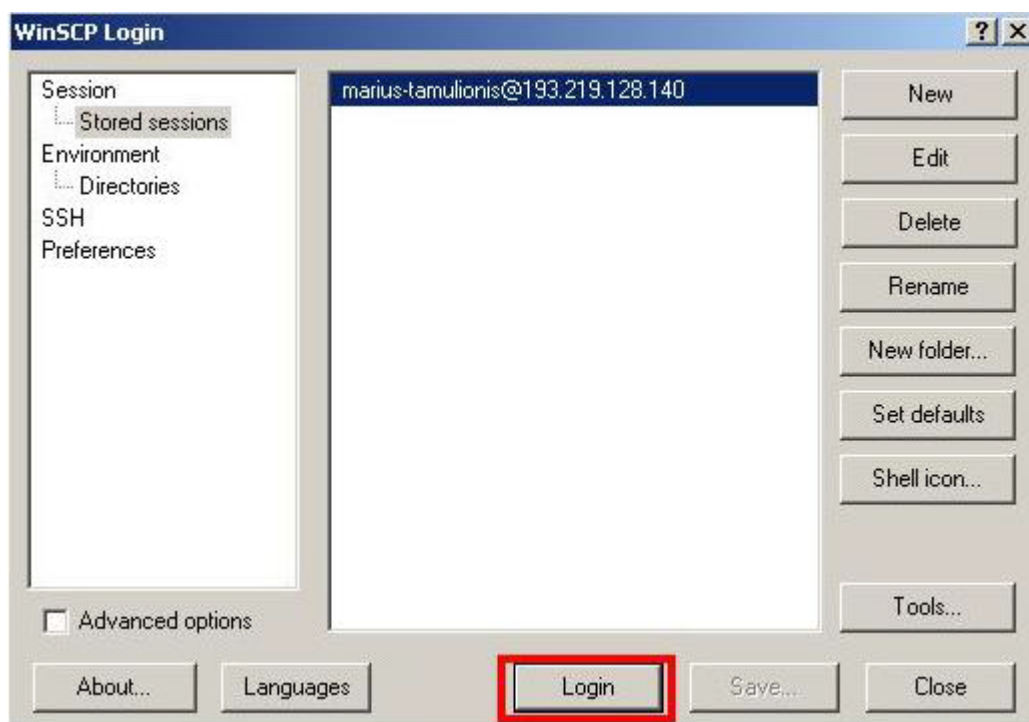 WinSCP Login
Session
Stored sessions
Environment
Directories
SSH
Preferences
Advanced options
marius-tamulionis@193.219.128.140
New
Edit
Delete
Rename
New folder...
Set defaults
Shell icon...
Tools...
About...
Languages
Login
Save...
Close